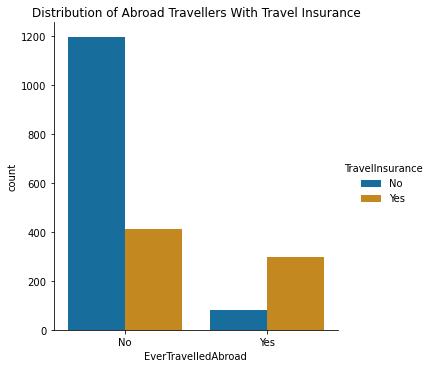 Distribution of Abroad Travellers With Travel Insurance
1200
1000
800
600
400
200
0
count
No
Yes
EverTravelledAbroad
TravelInsurance
No
Yes